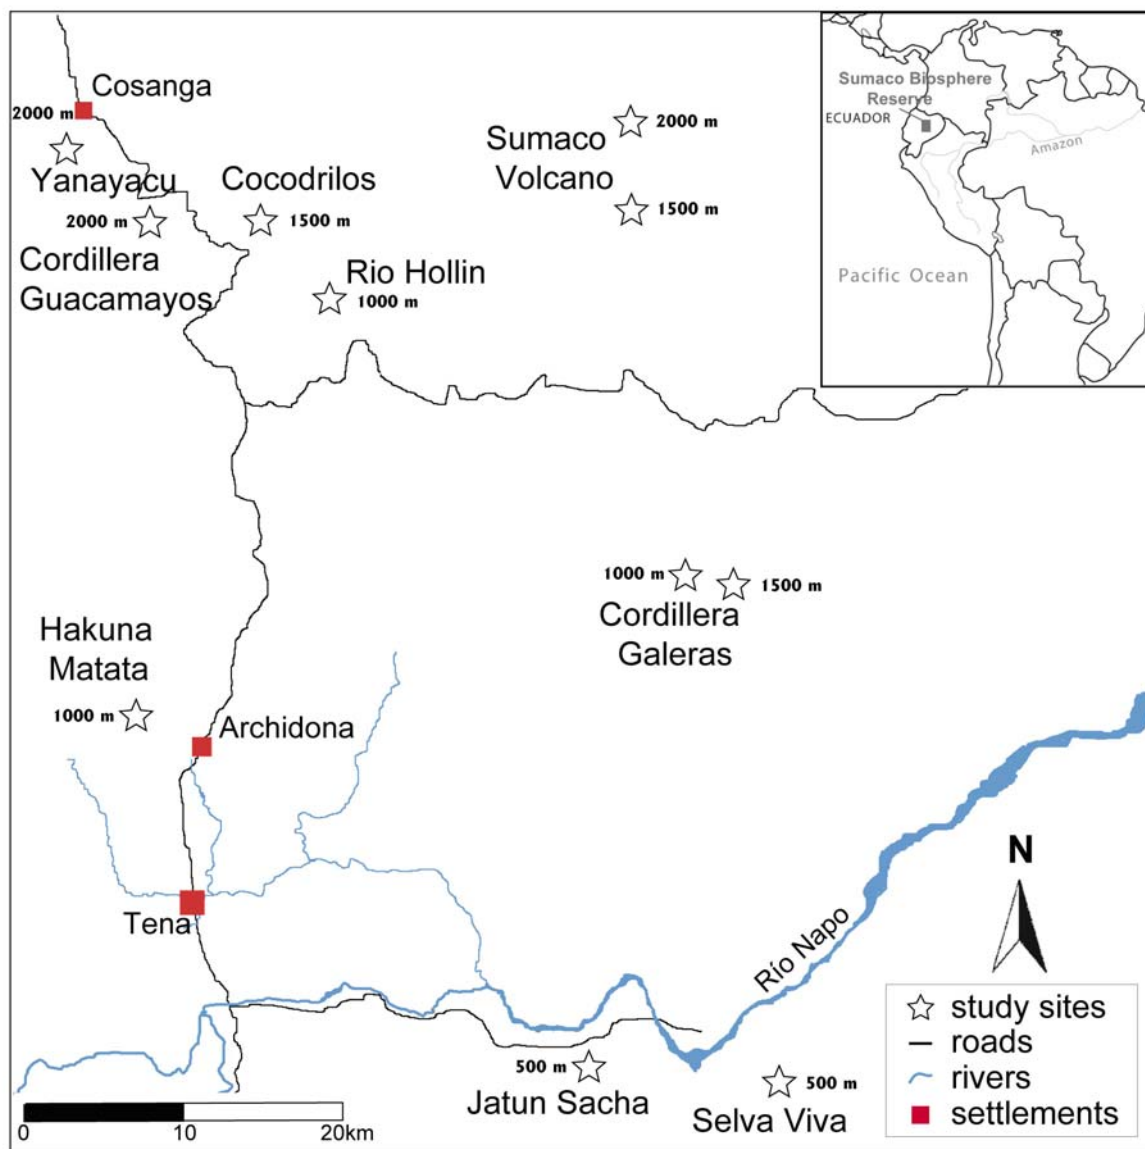 Cosanga
2000 m
Yanayacu
2000 m
Cordillera
Guacamayos
Cocodrilos
1500 m
Rio Hollin
1000 m
Sumaco
Volcano
2000 m
1500 m
Sumaco Biosphere
Reserve
ECUADOR
Amazon
Pacific Ocean
1000 m
1500 m
Cordillera
Galeras
Hakuna
Matata
1000 m
Archidona
Tena
Río Napo
500 m
Jatun Sacha
500 m
Selva Viva
N
study sites
roads
rivers
settlements
0 10 20km